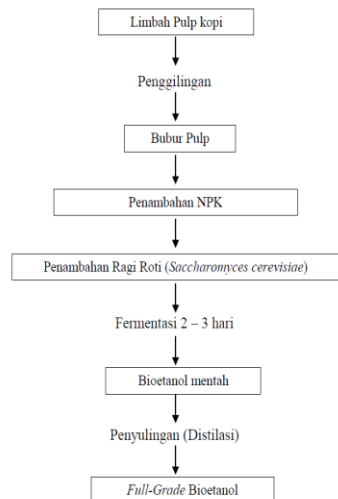 Limbah Pulp kopi
Penggilingan
Bubur Pulp
Penambahan NPK
Penambahan Ragi Roti (Saccharomyces cerevisiae)
Fermentasi 2 – 3 hari
Bioetanol mentah
Penyulingan (Distilasi)
Full-Grade Bioetanol